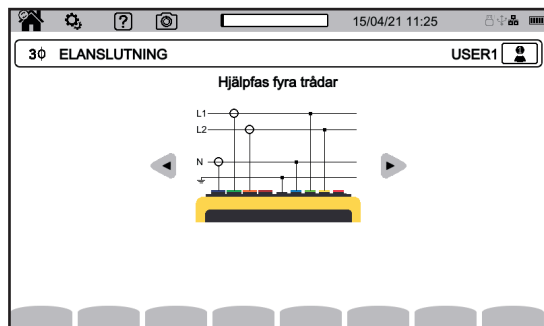 15/04/21 11:25
3ϕ ELANSLUTNING USER1
Hjälpfas fyra trådar
L1
L2
N